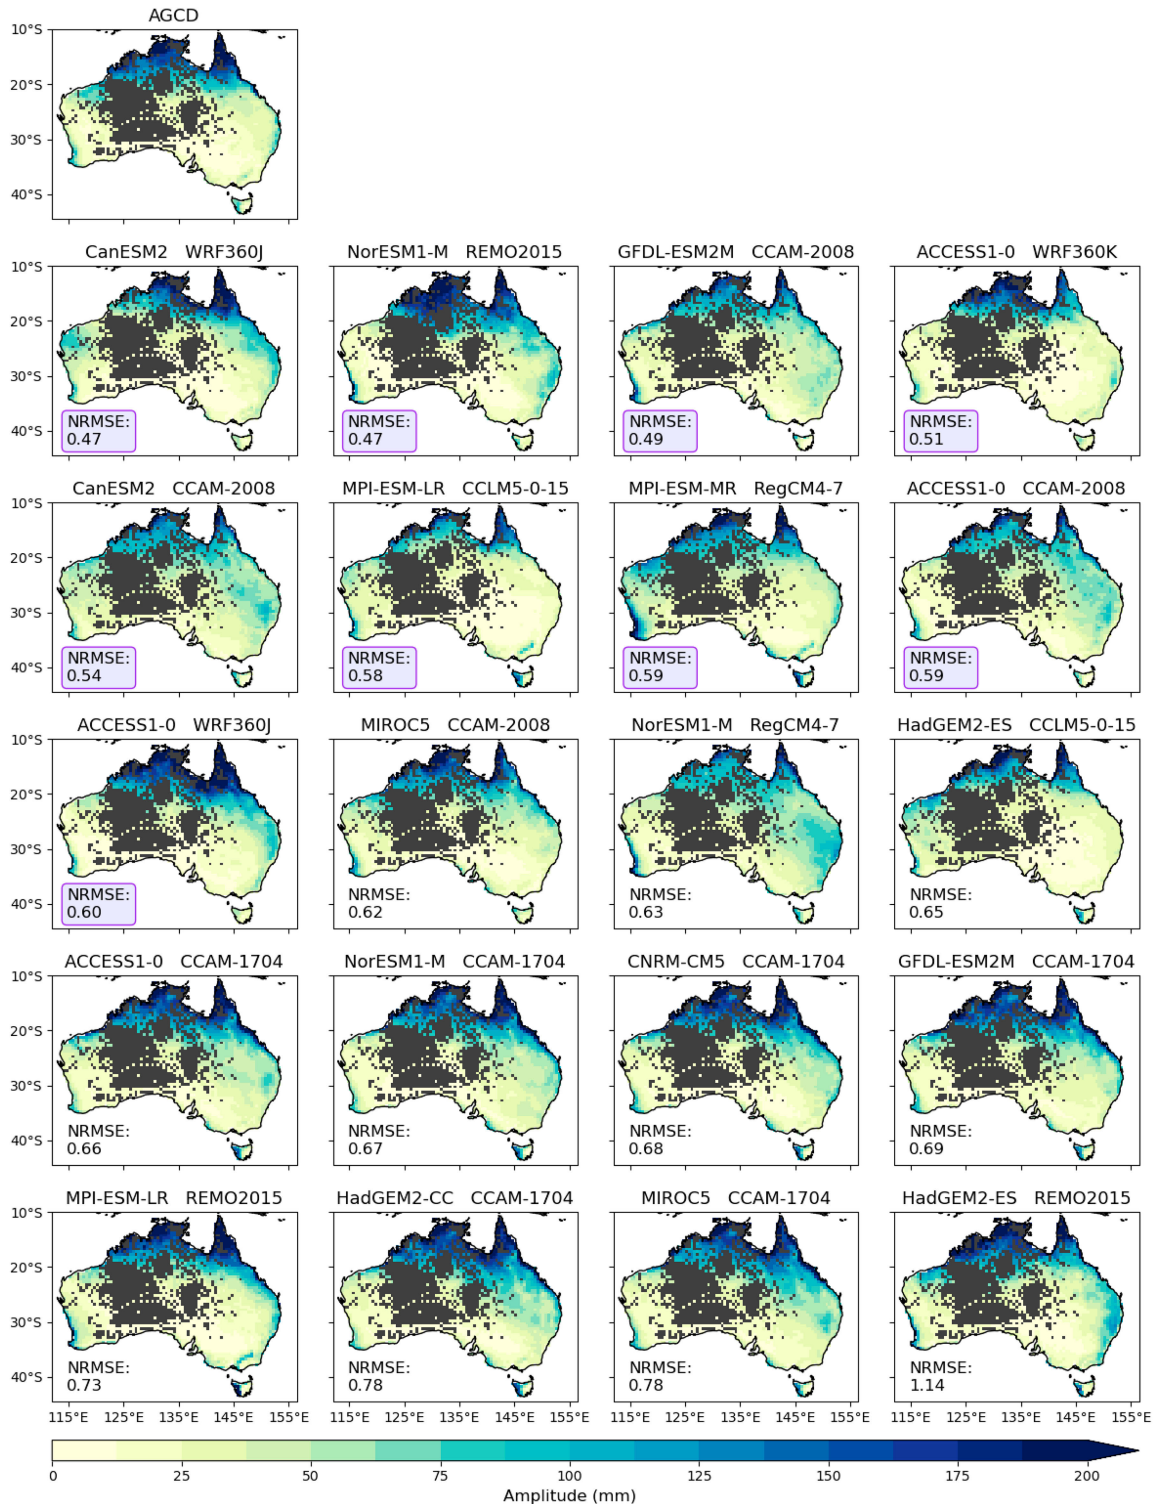 AGCD
10°S
20°S
30°S
40°S
CanESM2 WRF360J
NorESM1-M REMO2015
GFDL-ESM2M CCAM-2008
ACCESS1-0 WRF360K
10°S
20°S
30°S
40°S
NRMSE:
0.47
NRMSE:
0.47
NRMSE:
0.49
NRMSE:
0.51
CanESM2 CCAM-2008
MPI-ESM-LR CCLM5-0-15
MPI-ESM-MR RegCM4-7
ACCESS1-0 CCAM-2008
10°S
20°S
30°S
40°S
NRMSE:
0.54
NRMSE:
0.58
NRMSE:
0.59
NRMSE:
0.59
ACCESS1-0 WRF360J
MIROC5 CCAM-2008
NorESM1-M RegCM4-7
HadGEM2-ES CCLM5-0-15
10°S
20°S
30°S
40°S
NRMSE:
0.60
NRMSE:
0.62
NRMSE:
0.63
NRMSE:
0.65
ACCESS1-0 CCAM-1704
NorESM1-M CCAM-1704
CNRM-CM5 CCAM-1704
GFDL-ESM2M CCAM-1704
10°S
20°S
30°S
40°S
NRMSE:
0.66
NRMSE:
0.67
NRMSE:
0.68
NRMSE:
0.69
MPI-ESM-LR REMO2015
HadGEM2-CC CCAM-1704
MIROC5 CCAM-1704
HadGEM2-ES REMO2015
10°S
20°S
30°S
40°S
NRMSE:
0.73
NRMSE:
0.78
NRMSE:
0.78
NRMSE:
1.14
115°E 125°E 135°E 145°E 155°E
115°E 125°E 135°E 145°E 155°E
115°E 125°E 135°E 145°E 155°E
115°E 125°E 135°E 145°E 155°E
0 25 50 75 100 125 150 175 200
Amplitude (mm)